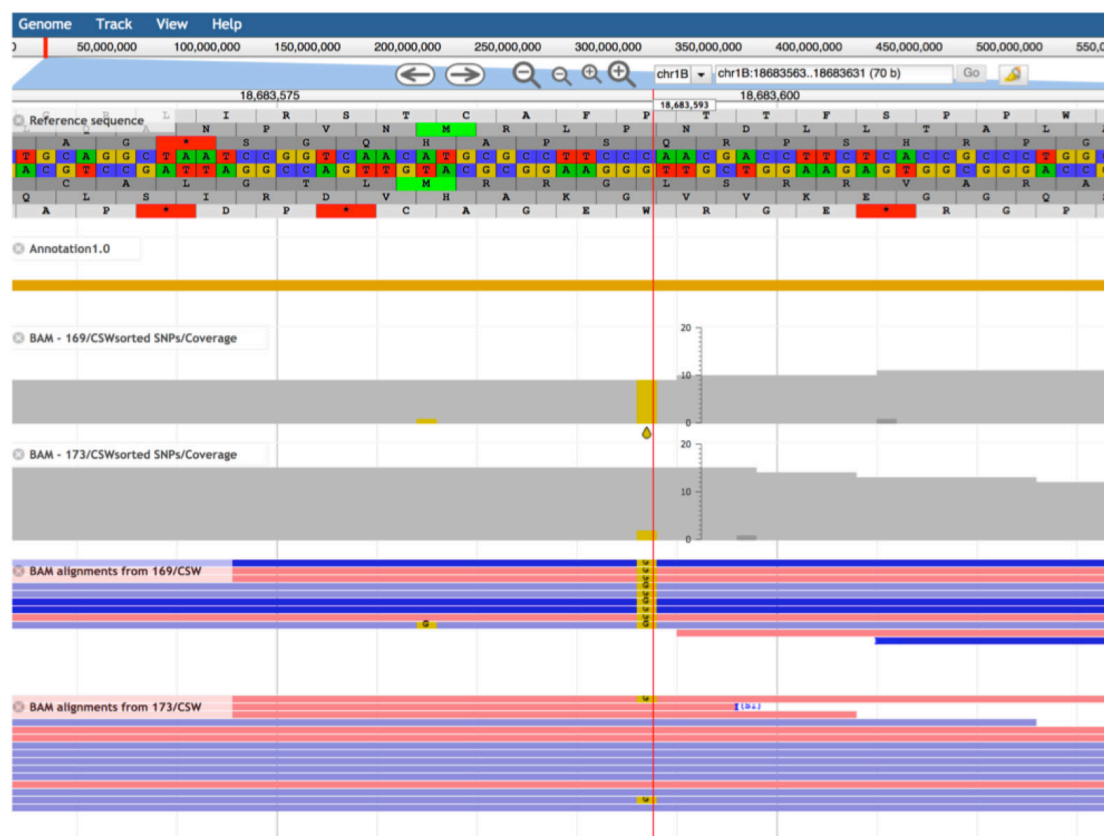 Genome Track View Help
50,000,000 100,000,000 150,000,000 200,000,000 250,000,000 300,000,000 350,000,000 400,000,000 450,000,000 500,000,000
chr1B chr1B:18683563..18683631 (70 b) Go
18,683,575 18,683,600
18,683,593
L I R S T C A F P T T F S P P W
Reference sequence
N P V N M R L P N D L L T A L
A G * S G Q H A P S Q R P S H R P G
T G C A G G C T A A T C C G G T C A A C A T G C G C C T T C C C A A C G A C C T T C T C A C C G C C C T G G
A C G T C C G A T T A G G C C A G T T G T A C G C G G A A G G G T T G C T G G A A G A G T G G C G G G A C C
C A L G T L M R R G L S R R V A R A
Q L S I R D V H A K G V V K E G G Q
A P * D P * C A G E W R G E * R G P
Annotation1.0
BAM - 169/CSWsorted SNPs/Coverage
20
10
0
BAM - 173/CSWsorted SNPs/Coverage
20
10
0
BAM alignments from 169/CSW
G
G
BAM alignments from 173/CSW
G
G